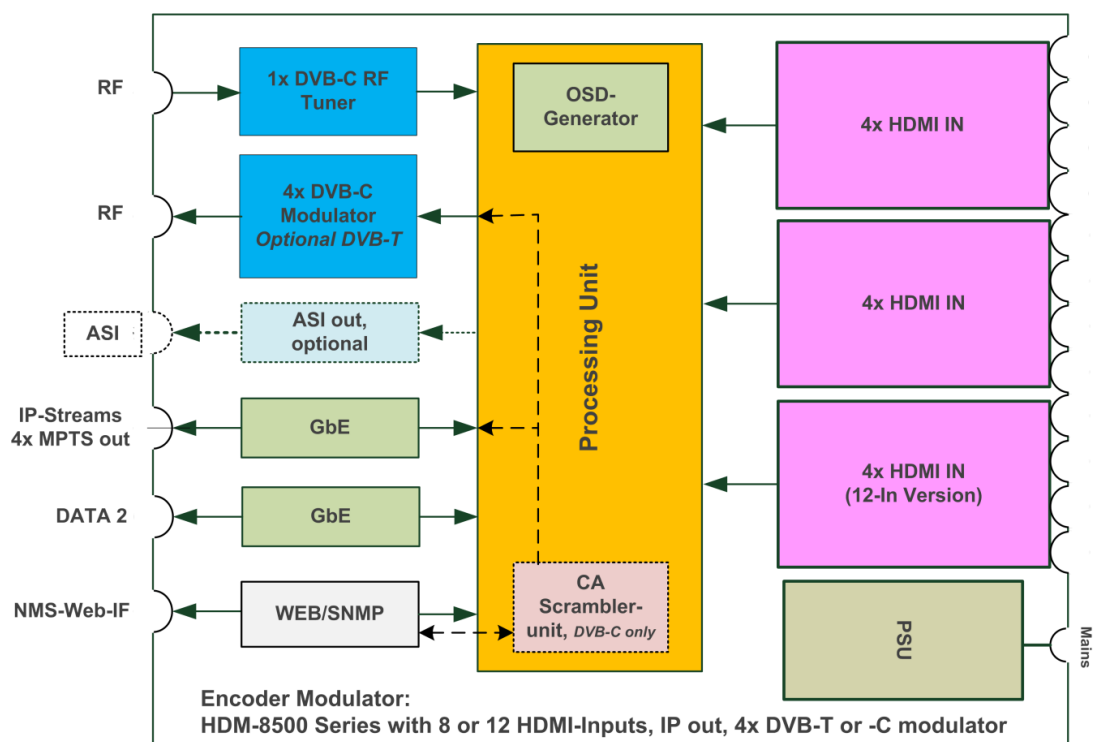 RF
1x DVB-C RF
Tuner
OSD-
Generator
4x HDMI IN
RF
4x DVB-C
Modulator
Optional DVB-T
Processing Unit
4x HDMI IN
ASI
ASI out,
optional
IP-Streams
4x MPTS out
GbE
4x HDMI IN
(12-In Version)
DATA 2
GbE
NMS-Web-IF
WEB/SNMP
CA
Scrambler-
unit, DVB-C only
PSU
Mains
Encoder Modulator:
HDM-8500 Series with 8 or 12 HDMI-Inputs, IP out, 4x DVB-T or -C modulator